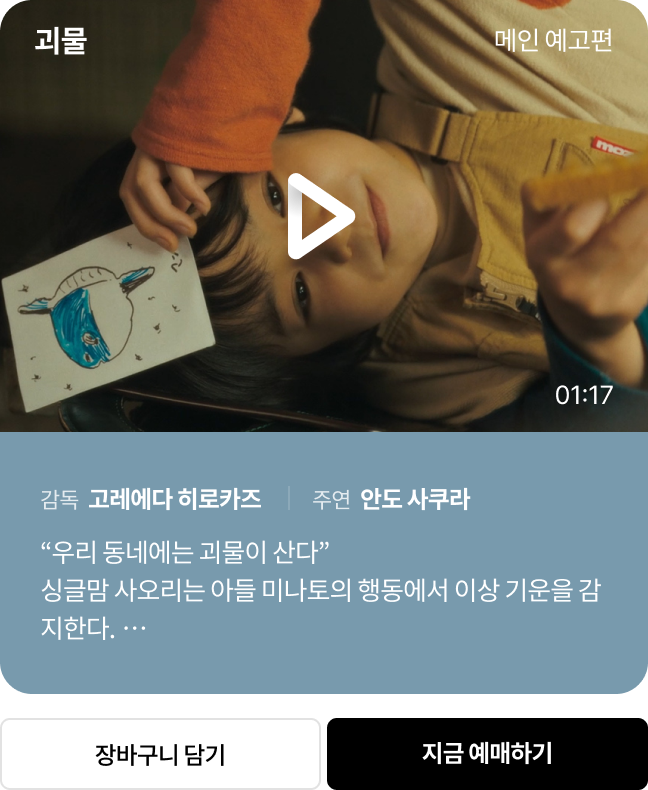 괴물
메인 예고편
01:17
감독 고레에다 히로카즈 | 주연 안도 사쿠라
“우리 동네에는 괴물이 산다”
싱글맘 사오리는 아들 미나토의 행동에서 이상 기운을 감
지한다. …
장바구니 담기
지금 예매하기